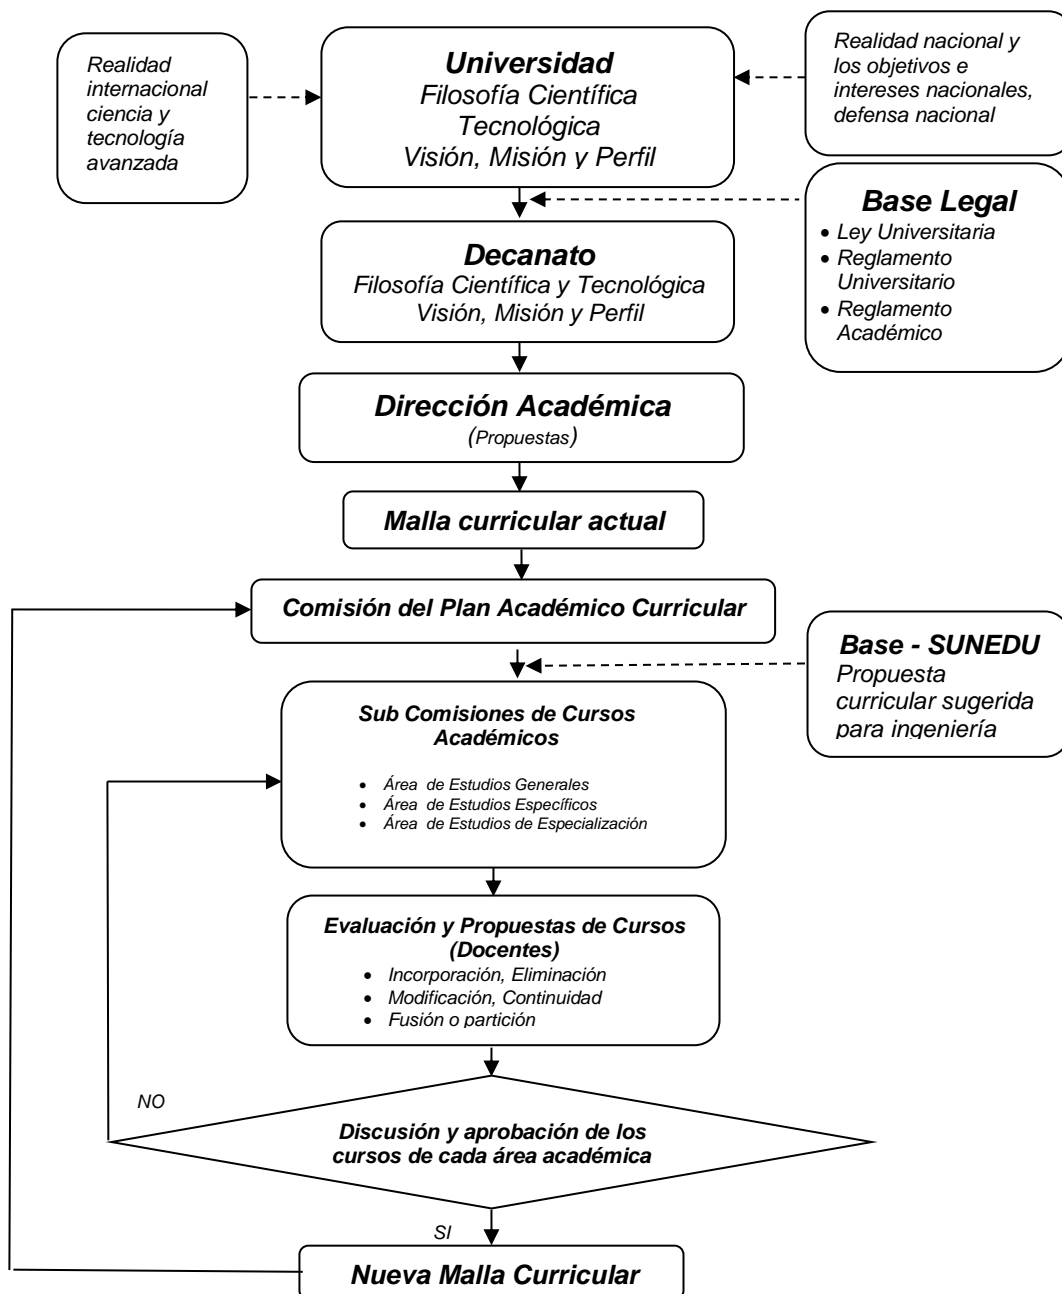 Realidad
internacional
ciencia y
tecnología
avanzada
Universidad
Filosofía Científica
Tecnológica
Visión, Misión y Perfil
Realidad nacional y
los objetivos e
intereses nacionales,
defensa nacional
Base Legal
• Ley Universitaria
• Reglamento
Universitario
• Reglamento
Académico
Decanato
Filosofía Científica y Tecnológica
Visión, Misión y Perfil
Dirección Académica
(Propuestas)
Malla curricular actual
Comisión del Plan Académico Curricular
Base - SUNEDU
Propuesta
curricular sugerida
para ingeniería
Sub Comisiones de Cursos
Académicos
• Área de Estudios Generales
• Área de Estudios Específicos
• Área de Estudios de Especialización
Evaluación y Propuestas de Cursos
(Docentes)
• Incorporación, Eliminación
• Modificación, Continuidad
• Fusión o partición
NO
Discusión y aprobación de los
cursos de cada área académica
SI
Nueva Malla Curricular